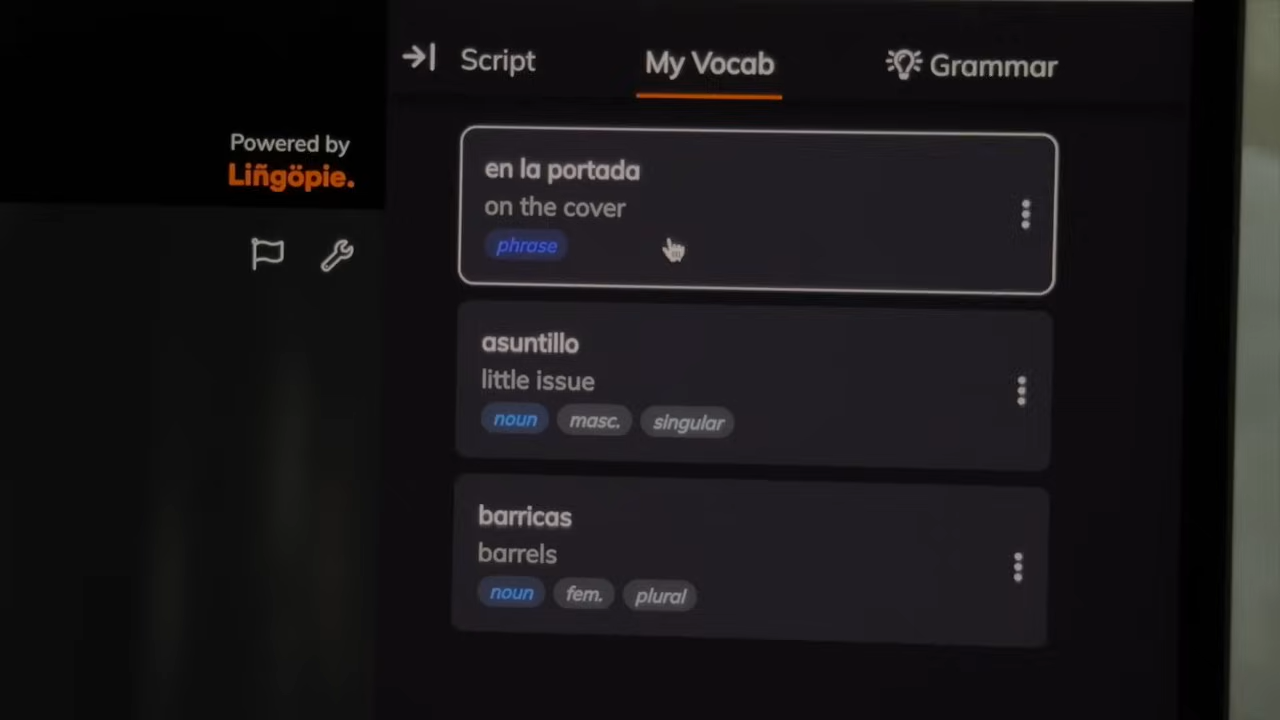 Script
My Vocab
Grammar
Powered by
Liñgöpie.
en la portada
on the cover
phrase
asuntillo
little issue
noun masc. singular
barricas
barrels
noun fem. plural